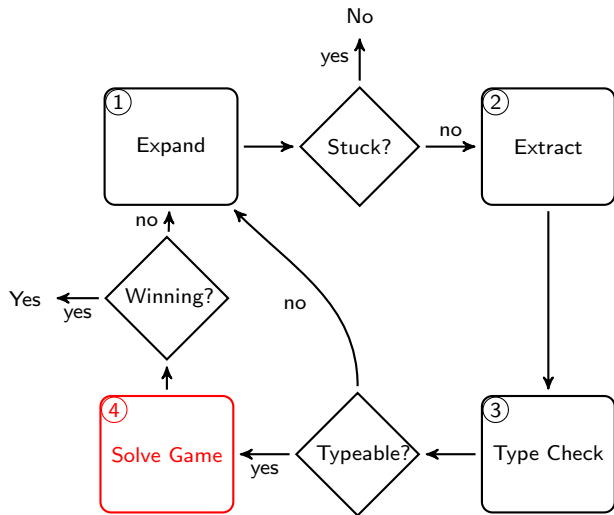 No
yes
1
Expand
Stuck?
no
2
Extract
no
Yes
yes
Winning?
no
4
Solve Game
yes
Typeable?
3
Type Check